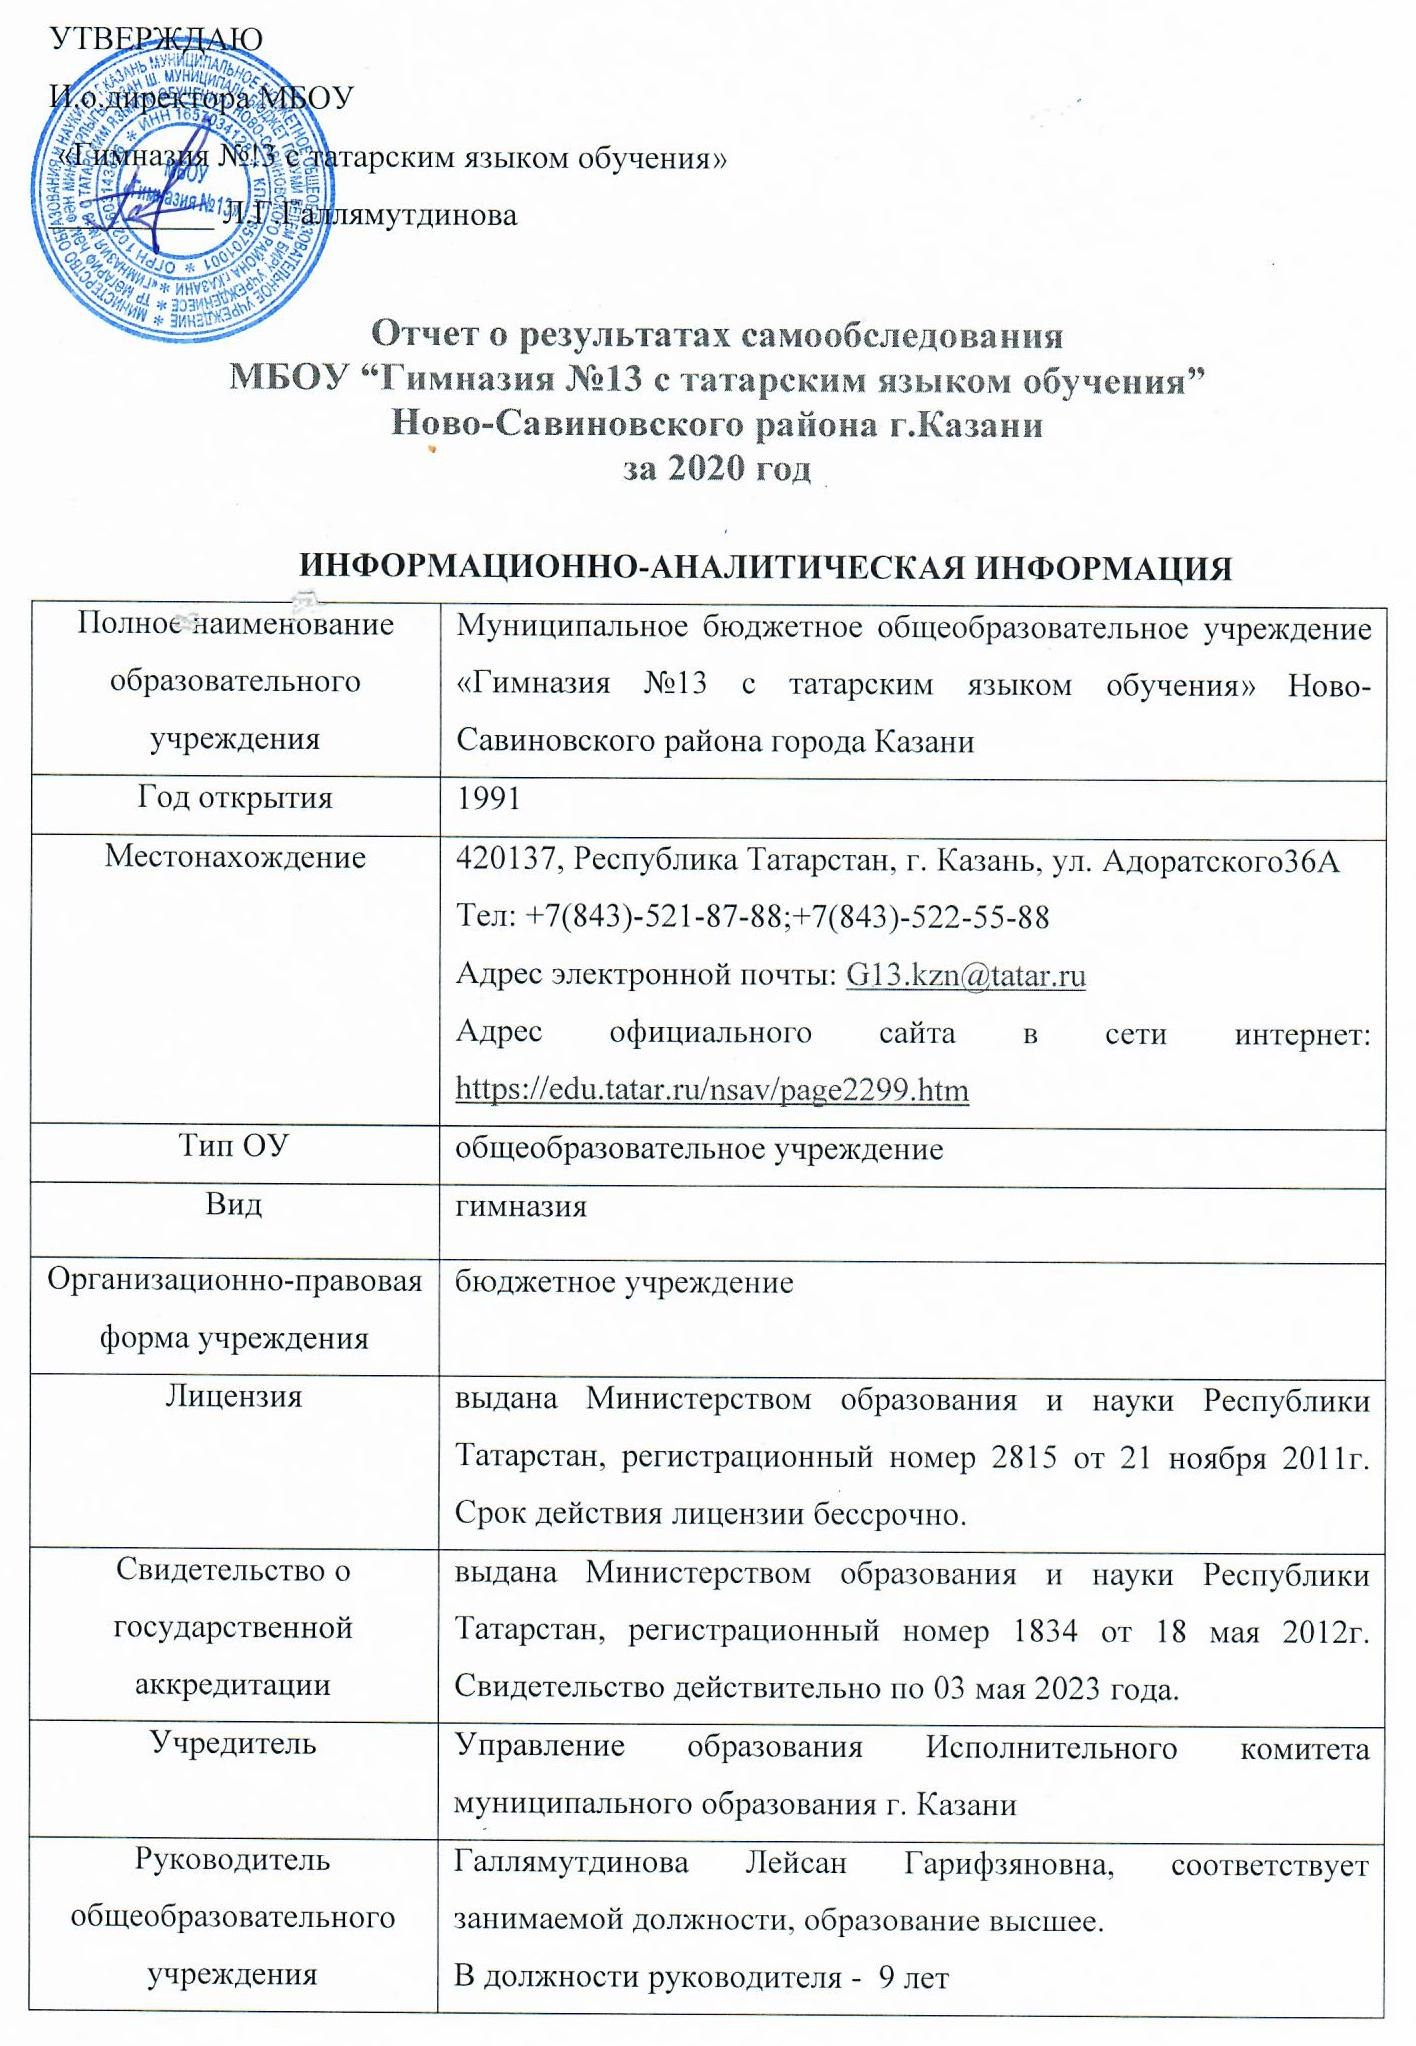 УТВЕРЖДАЮ
И.о.директора МБОУ
«Гимназия №13 с татарским языком обучения»
Л.Г.Галлямутдинова
МБОУ
«Гимназия №13»
Отчет о результатах самообследования
МБОУ “Гимназия №13 с татарским языком обучения”
Ново-Савиновского района г.Казани
за 2020 год
ИНФОРМАЦИОННО-АНАЛИТИЧЕСКАЯ ИНФОРМАЦИЯ
Полное наименование
образовательного
учреждения
Муниципальное бюджетное общеобразовательное учреждение
«Гимназия №13 с татарским языком обучения» Ново-
Савиновского района города Казани
Год открытия
1991
Местонахождение
420137, Республика Татарстан, г. Казань, ул. Адоратского36А
Тел: +7(843)-521-87-88;+7(843)-522-55-88
Адрес электронной почты: G13.kzn@tatar.ru
Адрес официального сайта в сети интернет:
https://edu.tatar.ru/nsav/page2299.htm
Тип ОУ
общеобразовательное учреждение
Вид
гимназия
Организационно-правовая
форма учреждения
бюджетное учреждение
Лицензия
выдана Министерством образования и науки Республики
Татарстан, регистрационный номер 2815 от 21 ноября 2011г.
Срок действия лицензии бессрочно.
Свидетельство о
государственной
аккредитации
выдана Министерством образования и науки Республики
Татарстан, регистрационный номер 1834 от 18 мая 2012г.
Свидетельство действительно по 03 мая 2023 года.
Учредитель
Управление образования Исполнительного комитета
муниципального образования г. Казани
Руководитель
общеобразовательного
учреждения
Галлямутдинова Лейсан Гарифзяновна, соответствует
занимаемой должности, образование высшее.
В должности руководителя - 9 лет